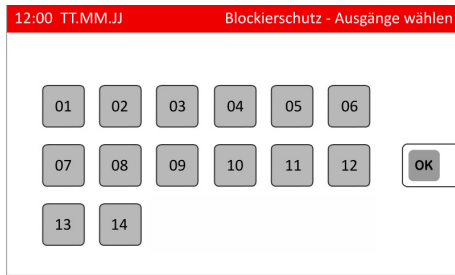 12:00 TT.MM.JJ Blockierschutz - Ausgänge wählen
01 02 03 04 05 06
07 08 09 10 11 12 OK
13 14